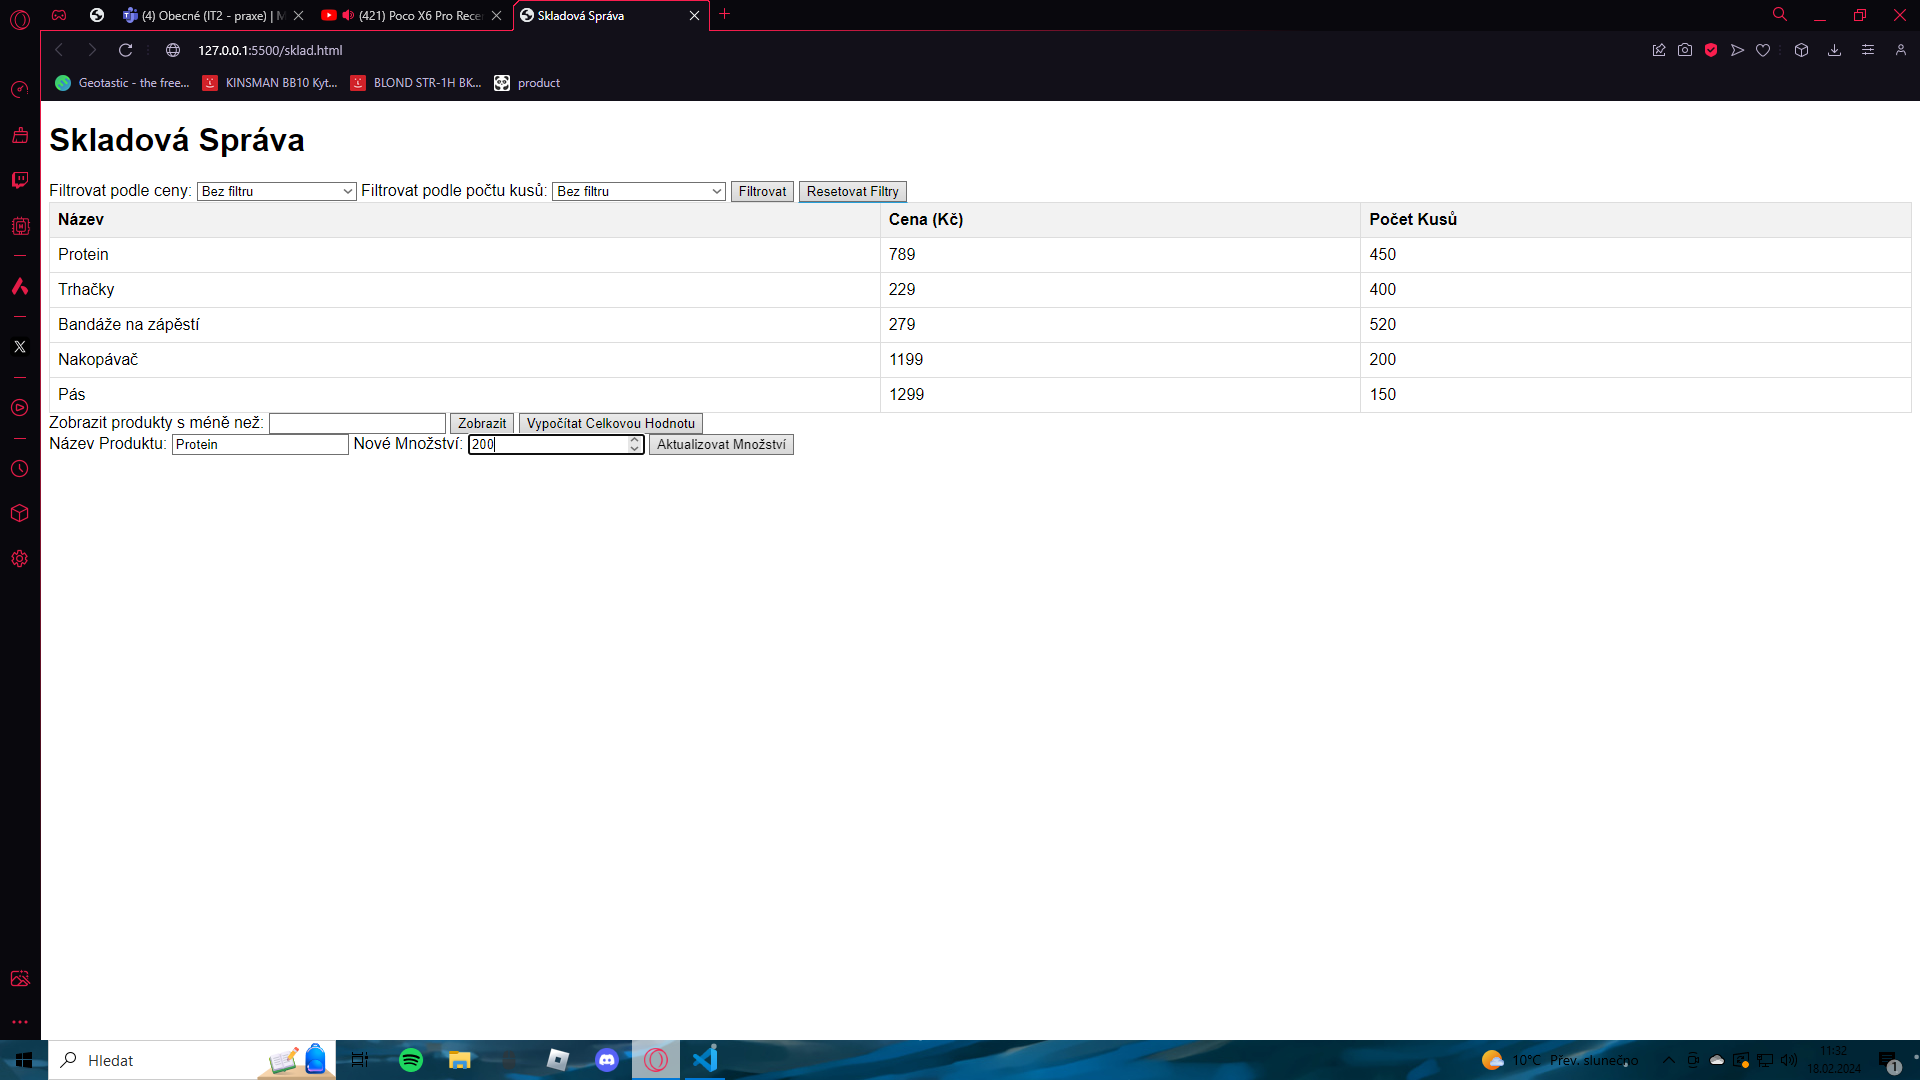 (4) Obecné (IT2 - praxe) | M
(421) Poco X6 Pro Recen
Skladová Správa
127.0.0.1:5500/sklad.html
Geotastic - the free...
KINSMAN BB10 Kyt...
BLOND STR-1H BK...
product
Skladová Správa
Filtrovat podle ceny: Bez filtru Filtrovat podle počtu kusů: Bez filtru Filtrovat Resetovat Filtry
Název Cena (Kč) Počet Kusů
Protein 789 450
Trhačky 229 400
Bandáže na zápěstí 279 520
Nakopávač 1199 200
Pás 1299 150
Zobrazit produkty s méně než: Zobrazit Vypočítat Celkovou Hodnotu
Název Produktu: Protein Nové Množství: 200 Aktualizovat Množství
Hledat
10°C Přev. slunečno
11:32
18.02.2024
1